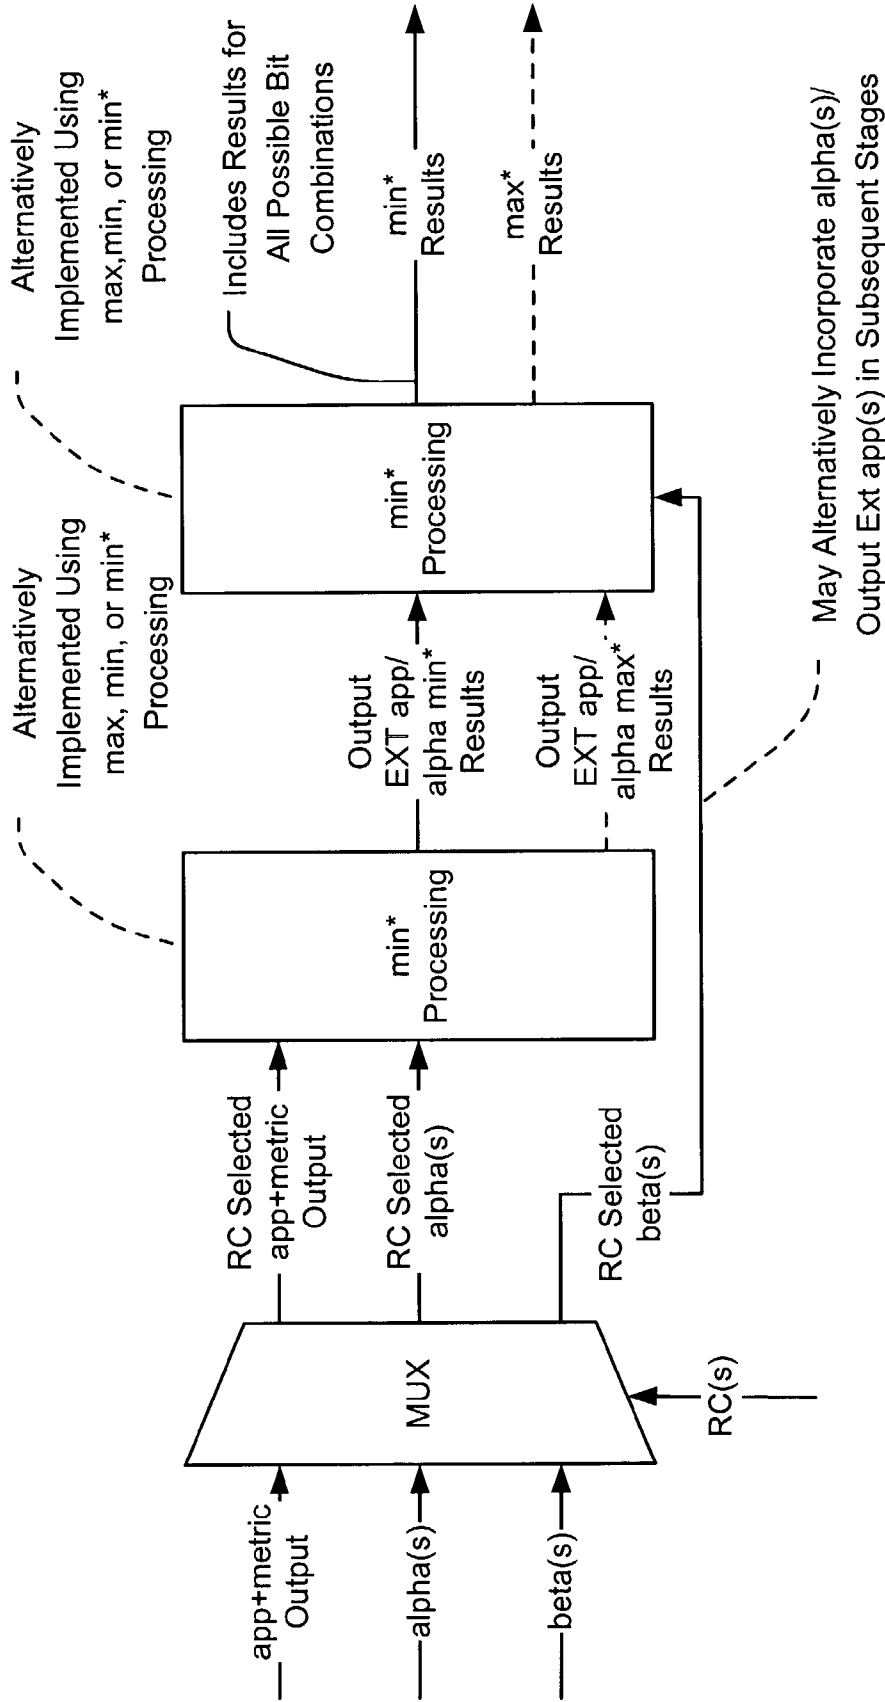 app+metric
Output
alpha(s)
beta(s)
MUX
RC(s)
RC Selected
app+metric
Output
RC Selected
alpha(s)
RC Selected
beta(s)
Alternatively
Implemented Using
max, min, or min*
Processing
min*
Processing
Output
EXT app/
alpha min*
Results
Output
EXT app/
alpha max*
Results
Alternatively
Implemented Using
max,min, or min*
Processing
min*
Processing
Includes Results for
All Possible Bit
Combinations
min*
Results
max*
Results
May Alternatively Incorporate alpha(s)/
Output Ext app(s) in Subsequent Stages